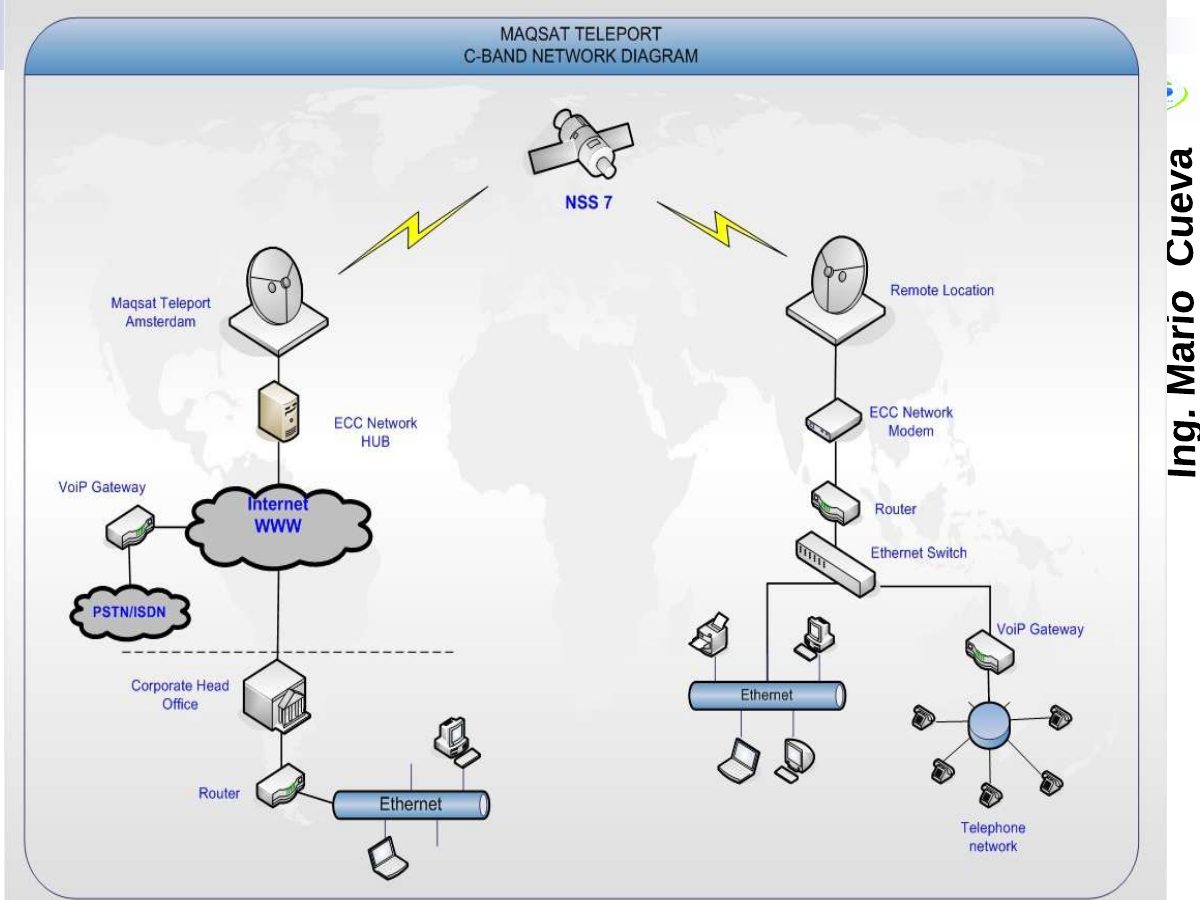 MAQSAT TELEPORT
C-BAND NETWORK DIAGRAM
NSS 7
Maqsat Teleport
Amsterdam
Remote Location
ECC Network
HUB
ECC Network
Modem
VoiP Gateway
Internet
WWW
Router
Ethernet Switch
PSTN/ISDN
VoiP Gateway
Corporate Head
Office
Ethernet
Router
Ethernet
Telephone
network
Ing. Mario Cueva